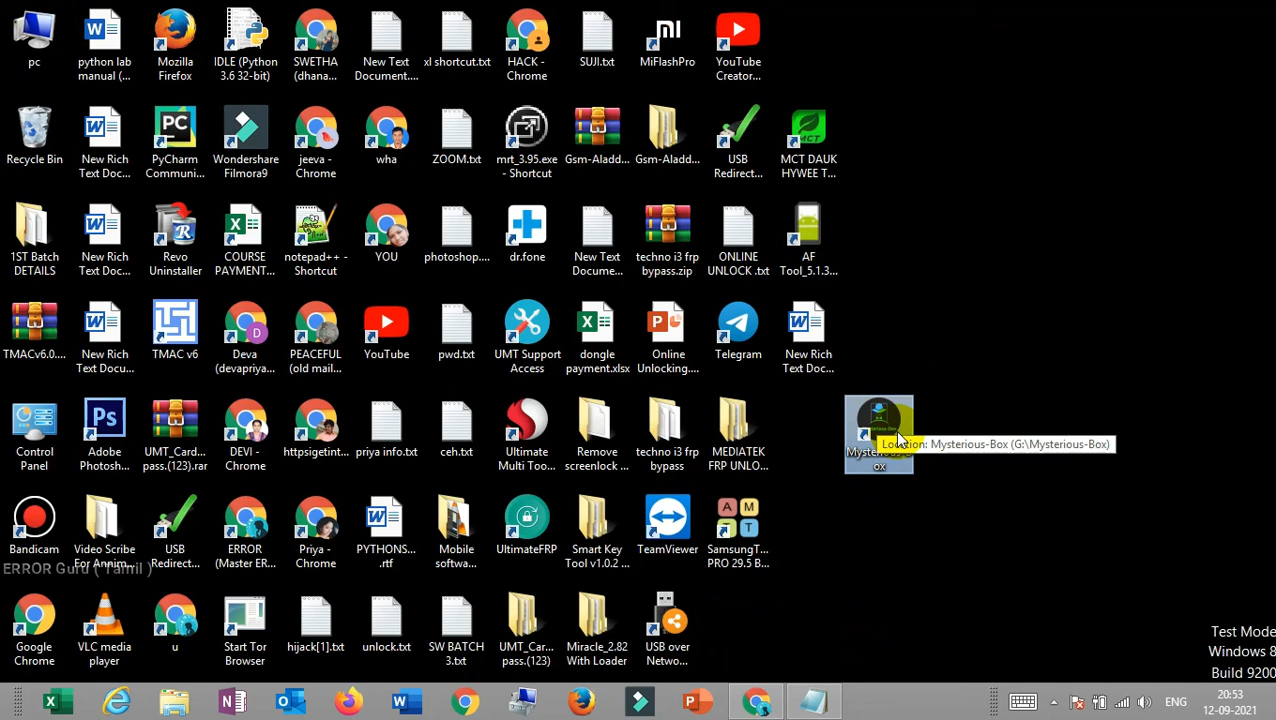 pc
python lab
manual (...
Mozilla
Firefox
IDLE (Python
3.6 32-bit)
SWETHA
(dhana...
New Text
Document....
xl shortcut.txt
HACK -
Chrome
SUJI.txt
MiFlashPro
YouTube
Creator...
Recycle Bin
New Rich
Text Doc...
PyCharm
Communi...
Wondershare
Filmora9
jeeva -
Chrome
wha
ZOOM.txt
mrt_3.95.exe
- Shortcut
Gsm-Aladd...
Gsm-Aladd...
USB
Redirect...
MCT DAUK
HYWEE T...
1ST Batch
DETAILS
New Rich
Text Doc...
Revo
Uninstaller
COURSE
PAYMENT...
notepad++ -
Shortcut
YOU
photoshop....
dr.fone
New Text
Docume...
techno i3 frp
bypass.zip
ONLINE
UNLOCK .txt
AF
Tool_5.1.3...
TMACv6.0....
New Rich
Text Docu...
TMAC v6
Deva
(devapriya...
PEACEFUL
(old mail...
YouTube
pwd.txt
UMT Support
Access
dongle
payment.xlsx
Online
Unlocking....
Telegram
New Rich
Text Doc...
Control
Panel
Adobe
Photosh...
UMT_Car...
pass.(123).rar
DEVI -
Chrome
httpsigetint...
priya info.txt
ceh.txt
Ultimate
Multi Too...
Remove
screenlock ...
techno i3 frp
bypass
MEDIATEK
FRP UNLO...
Location: Mysterious-Box (G:\Mysterious-Box)
Mysterious-B
ox
Bandicam
Video Scribe
For Annim...
USB
Redirect...
ERROR
(Master ER...
Priya -
Chrome
PYTHONS...
.rtf
Mobile
softwa...
UltimateFRP
Smart Key
Tool v1.0.2 ...
TeamViewer
SamsungT...
PRO 29.5 B...
ERROR Guru ( Tamil )
Google
Chrome
VLC media
player
u
Start Tor
Browser
hijack[1].txt
unlock.txt
SW BATCH
3.txt
UMT_Car...
pass.(123)
Miracle_2.82
With Loader
USB over
Netwo...
Test Mode
Windows 8
Build 9200
ENG
20:53
12-09-2021